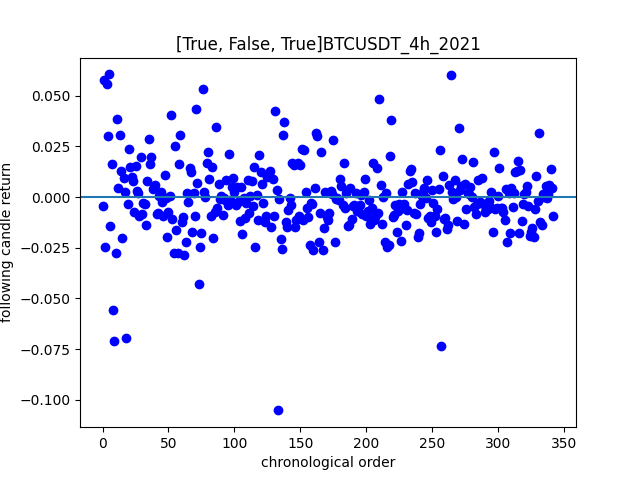 [True, False, True]BTCUSDT_4h_2021
following candle return
0.050
0.025
0.000
−0.025
−0.050
−0.075
−0.100
0 50 100 150 200 250 300 350
chronological order